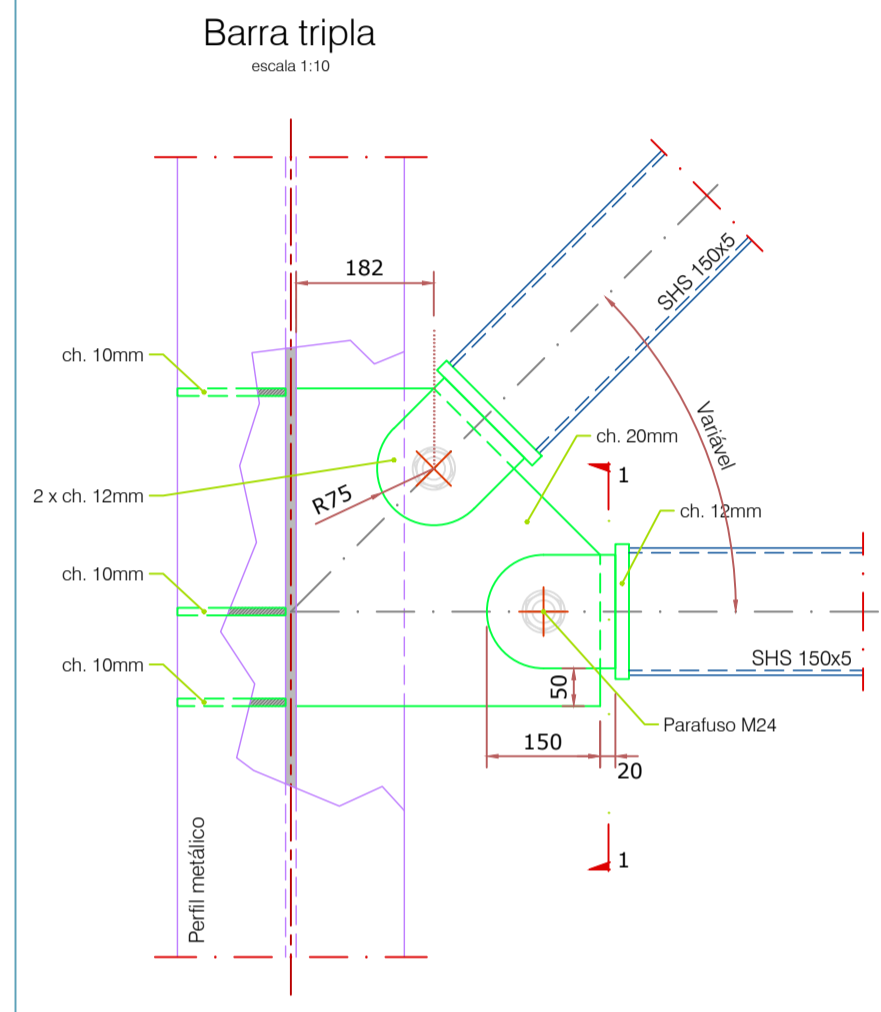 Barra tripla
escala 1:10
182
SHS 150x5
ch. 10mm
Variável
ch. 20mm
1
2 x ch. 12mm
R75
ch. 12mm
ch. 10mm
SHS 150x5
ch. 10mm
50
Parafuso M24
150
20
Perfil metálico
1